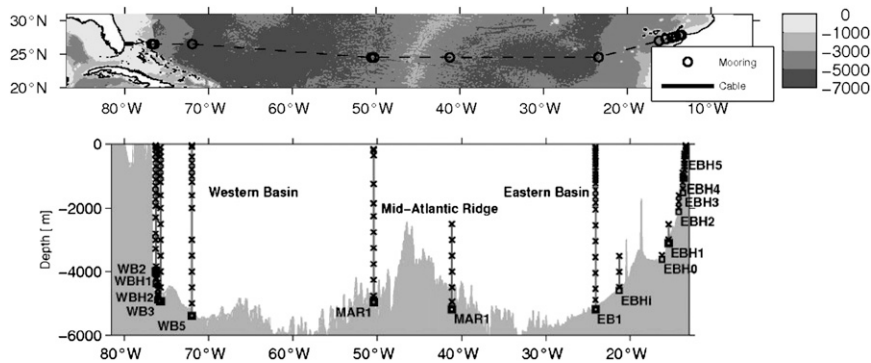 30°N
25°N
20°N
80°W 70°W 60°W 50°W 40°W 30°W 20°W 10°W
Mooring
Cable
0
−1000
−3000
−5000
−7000
0
−2000
−4000
−6000
Depth [ m]
Western Basin
Mid−Atlantic Ridge
Eastern Basin
WB2
WBH1
WBH2
WB3
WB5
MAR1
MAR1
EB1
EBHi
EBH0
EBH1
EBH2
EBH3
EBH4
EBH5
80°W 70°W 60°W 50°W 40°W 30°W 20°W